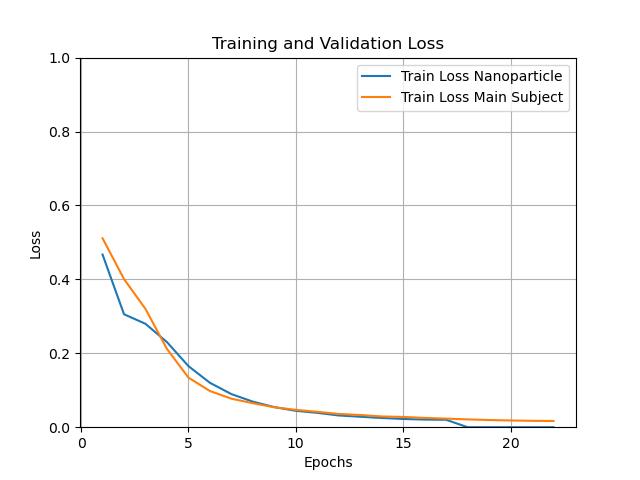 Training and Validation Loss
Train Loss Nanoparticle
Train Loss Main Subject
1.0
0.8
0.6
0.4
0.2
0.0
Loss
0 5 10 15 20
Epochs